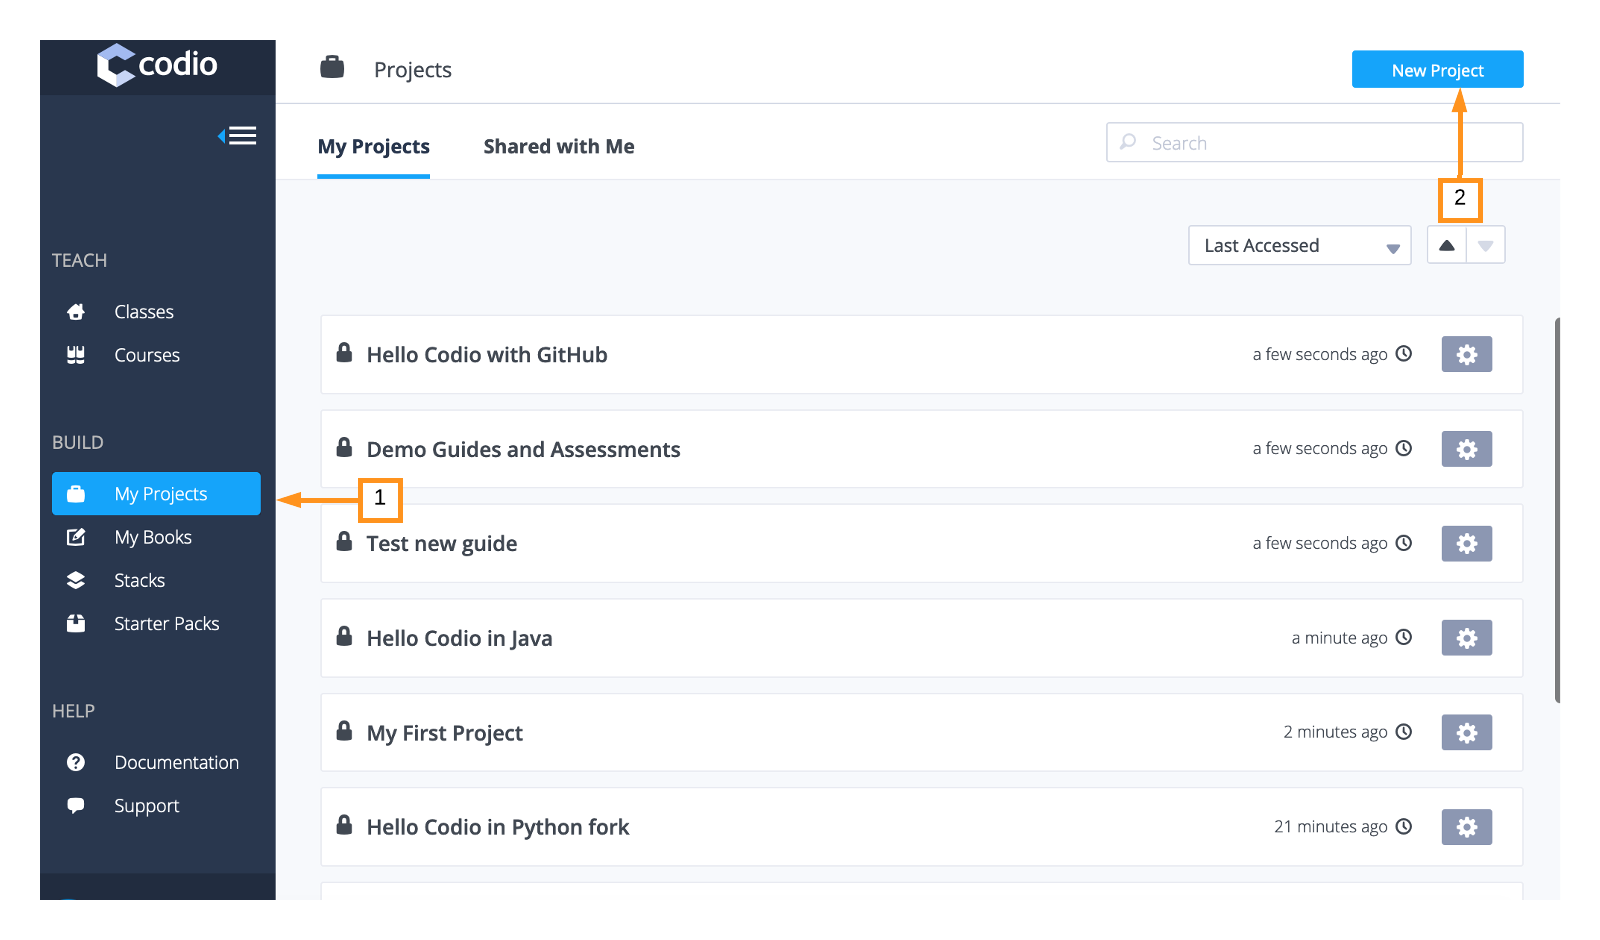 codio
Projects
New Project
My Projects
Shared with Me
Search
2
Last Accessed
TEACH
Classes
Courses
BUILD
My Projects
My Books
Stacks
Starter Packs
HELP
Documentation
Support
1
Hello Codio with GitHub
a few seconds ago
Demo Guides and Assessments
a few seconds ago
Test new guide
a few seconds ago
Hello Codio in Java
a minute ago
My First Project
2 minutes ago
Hello Codio in Python fork
21 minutes ago